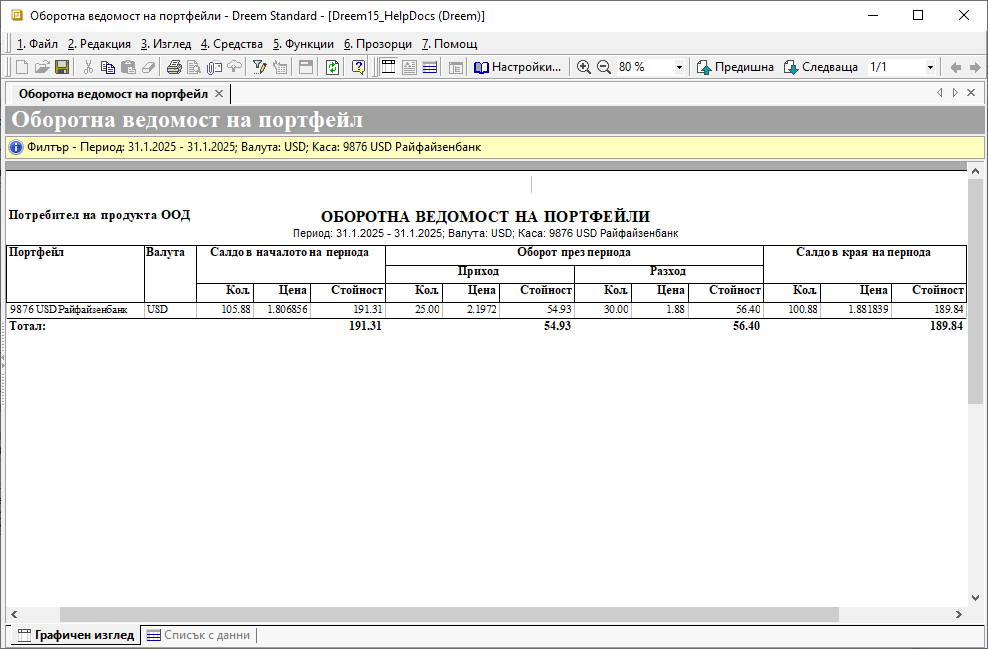 Оборотна ведомост на портфейли - Dreem Standard - [Dreem15_HelpDocs (Dreem)]
1. Файл 2. Редакция 3. Изглед 4. Средства 5. Функции 6. Прозорци 7. Помощ
Настройки... 80 % Предишна Следваща 1/1
Оборотна ведомост на портфейл
Оборотна ведомост на портфейл
Филтър - Период: 31.1.2025 - 31.1.2025; Валута: USD; Каса: 9876 USD Райфайзенбанк
Потребител на продукта ООД
ОБОРОТНА ВЕДОМОСТ НА ПОРТФЕЙЛИ
Период: 31.1.2025 - 31.1.2025; Валута: USD; Каса: 9876 USD Райфайзенбанк
Портфейл Валута Салдо в началото на периода Оборот през периода Салдо в края на периода
Приход Разход
Кол. Цена Стойност Кол. Цена Стойност Кол. Цена Стойност Кол. Цена Стойност
9876 USD Райфайзенбанк USD 105.88 1.806856 191.31 25.00 2.1972 54.93 30.00 1.88 56.40 100.88 1.881839 189.84
Тотал: 191.31 54.93 56.40 189.84
Графичен изглед Списък с данни